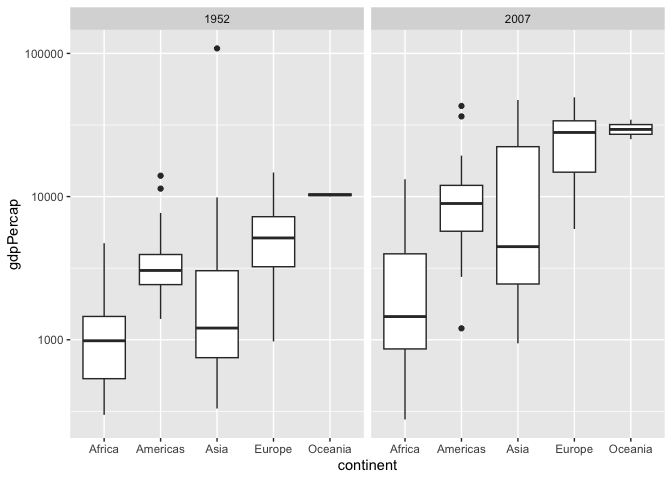 1952 2007
100000
10000
1000
gdpPercap
Africa Americas Asia Europe Oceania Africa Americas Asia Europe Oceania
continent